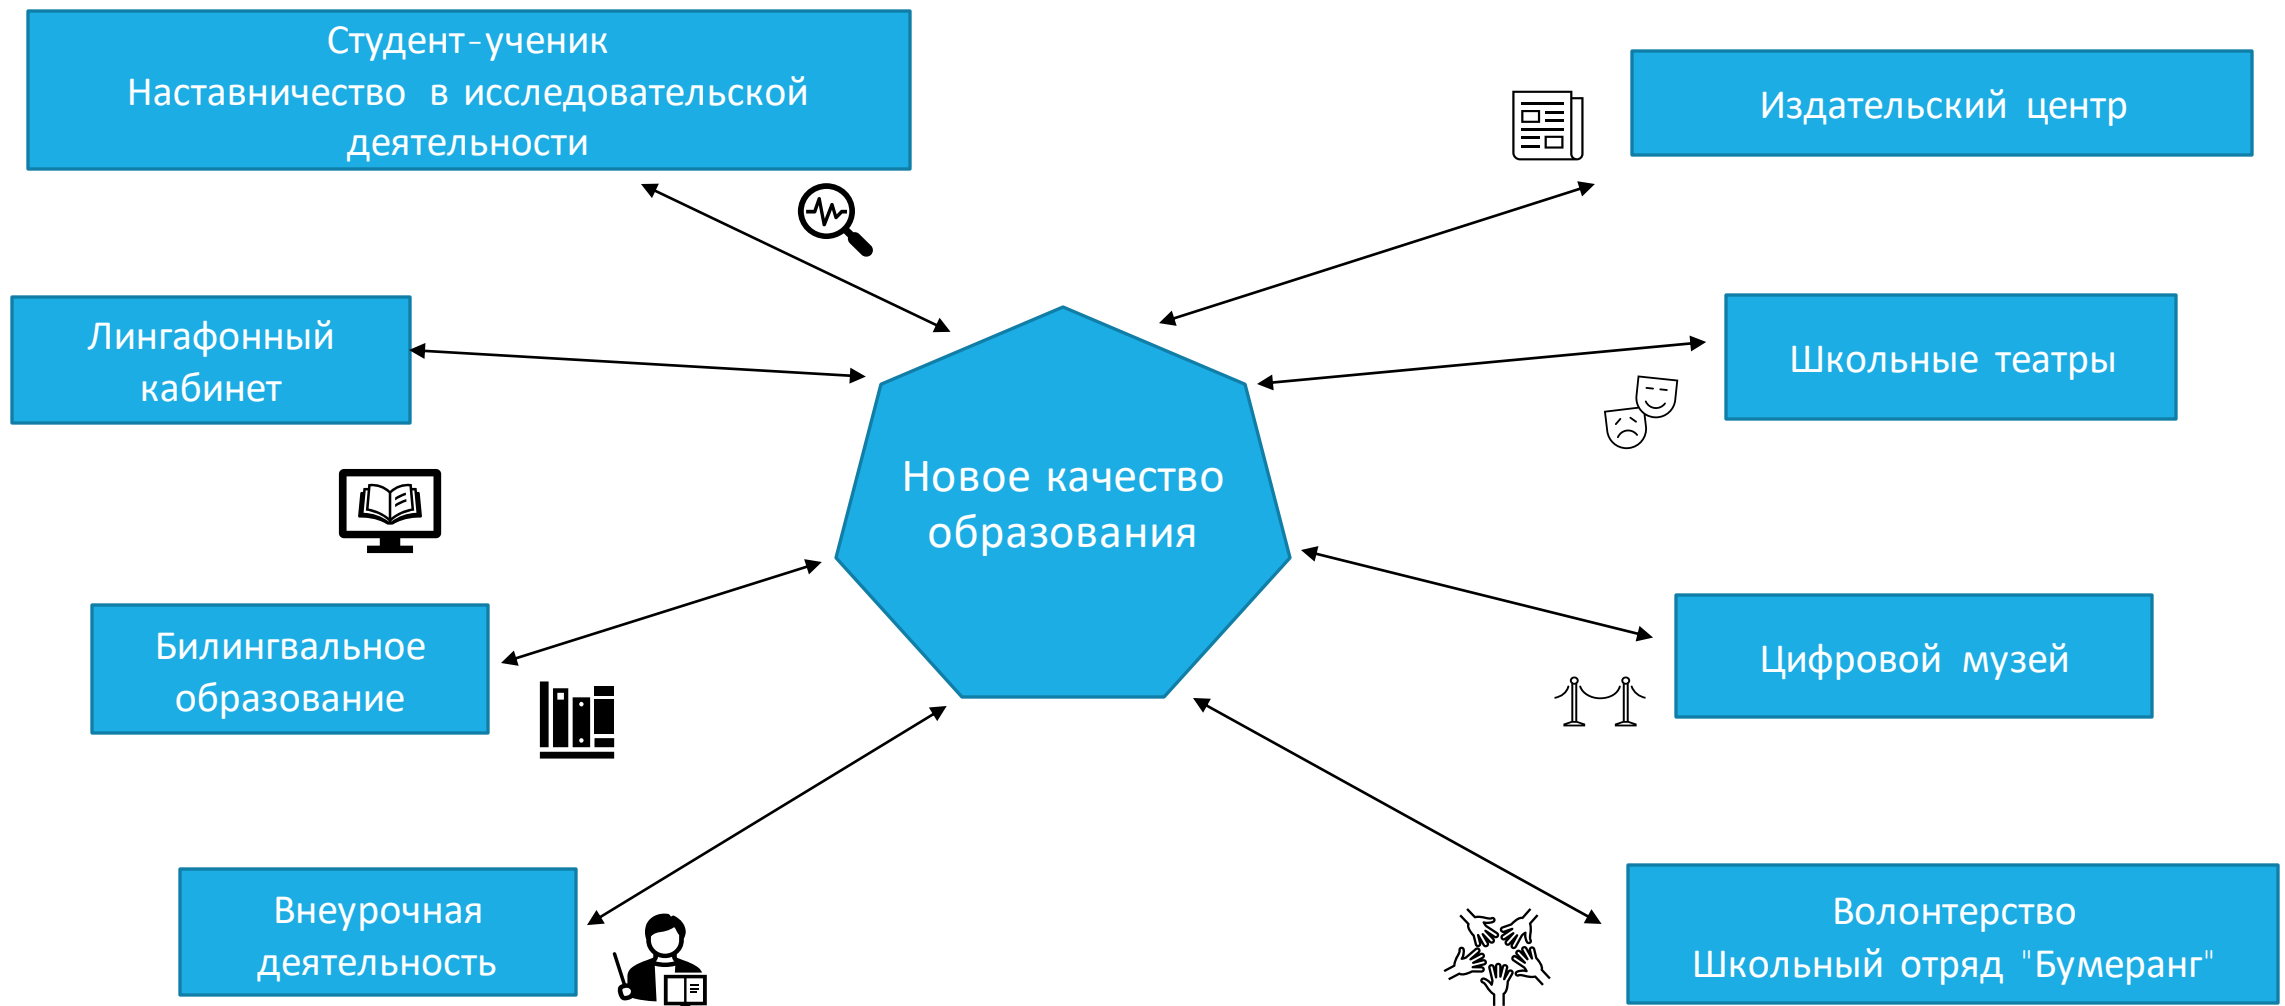 Студент-ученик
Наставничество в исследовательской
деятельности
Издательский центр
Лингафонный
кабинет
Школьные театры
Новое качество
образования
Билингвальное
образование
Цифровой музей
Внеурочная
деятельность
Волонтерство
Школьный отряд "Бумеранг"